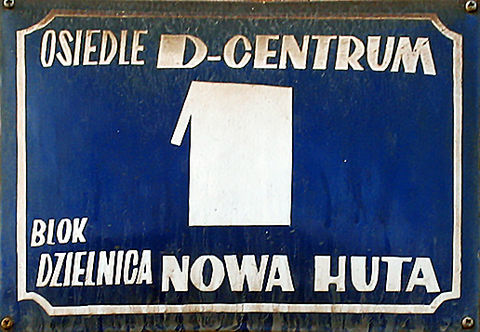 OSIEDLE D-CENTRUM
1
BLOK
DZIELNICA NOWA HUTA